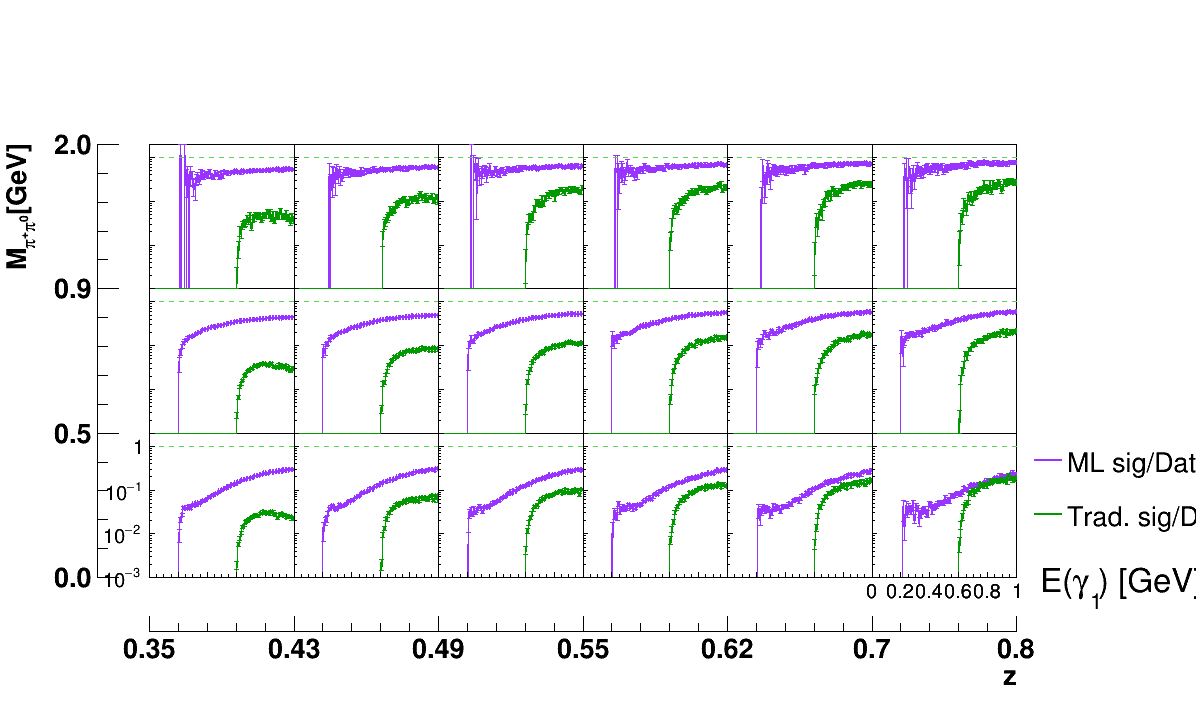 M_π⁺π⁰ [GeV]
2.0
0.9
0.5
0.0
1
10⁻¹
10⁻²
10⁻³
ML sig/Dat
Trad. sig/D
0 0.20.40.60.8 1
E(γ₁) [GeV]
0.35 0.43 0.49 0.55 0.62 0.7 0.8
z